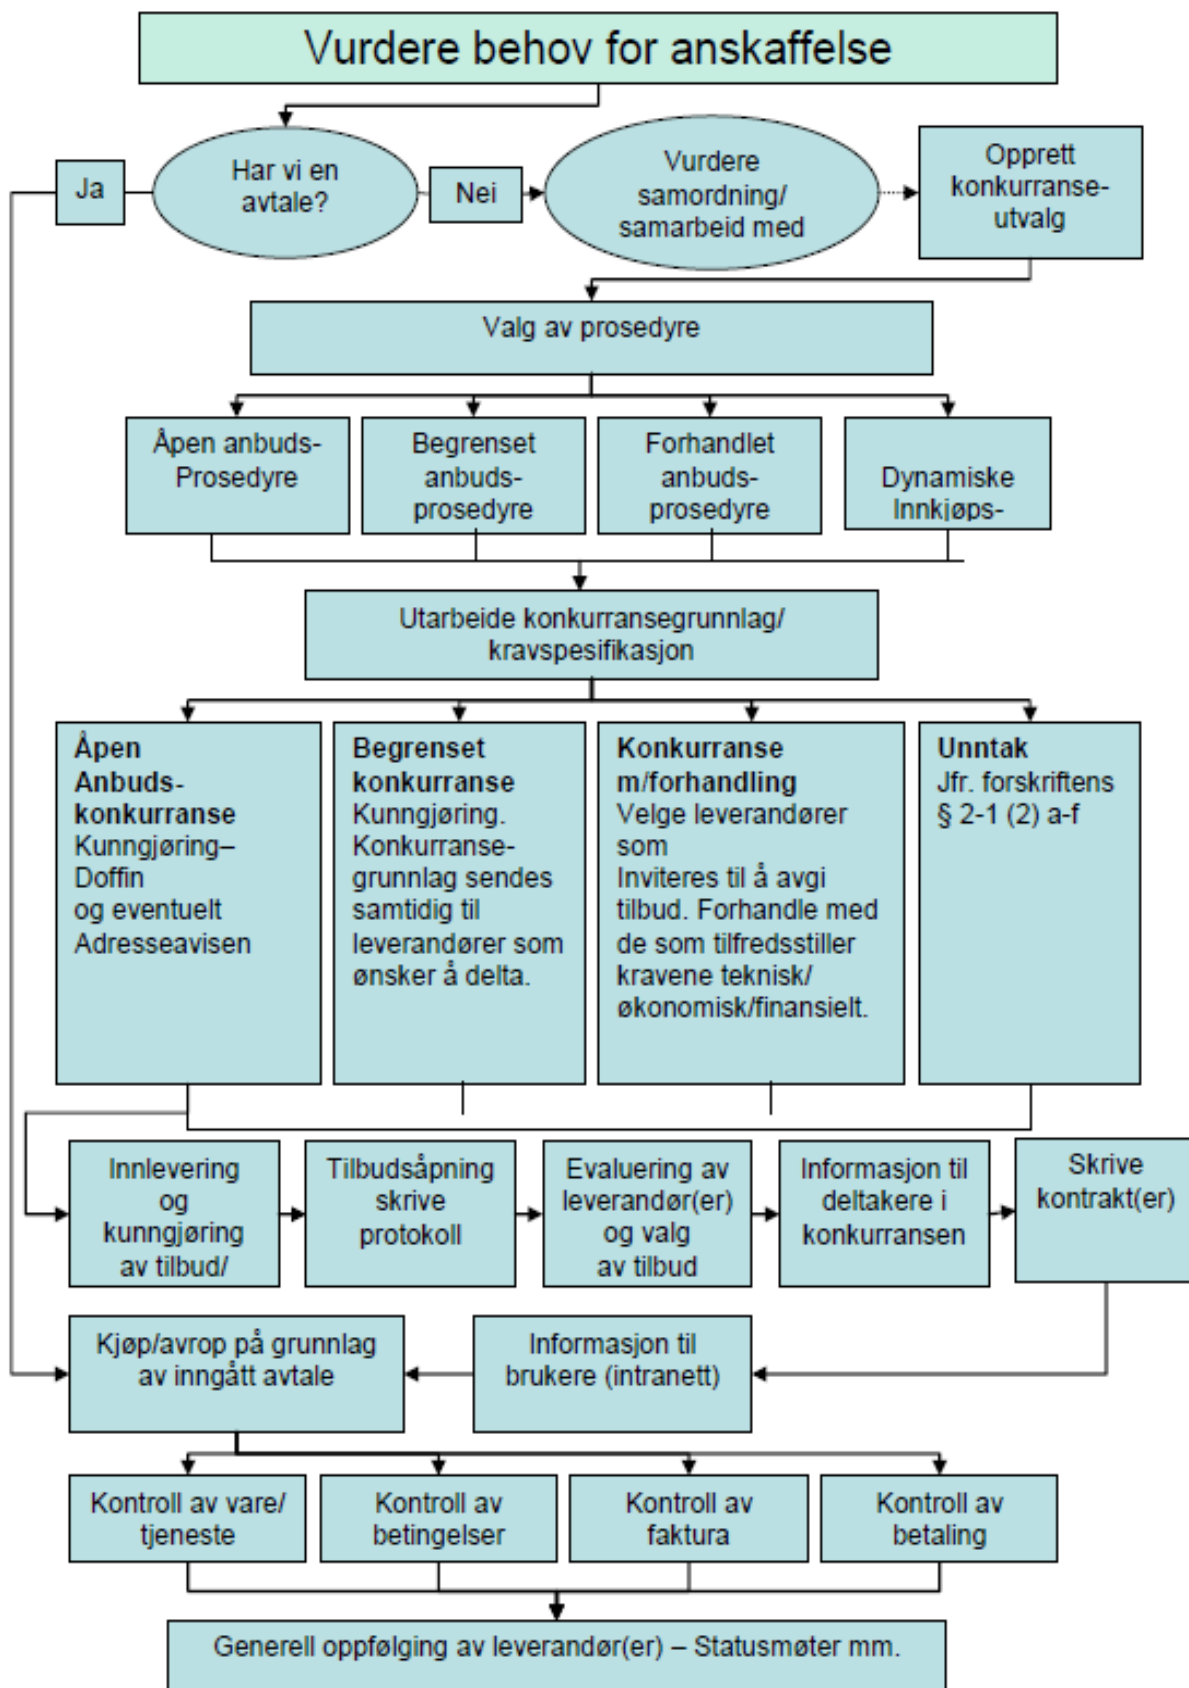 Vurdere behov for anskaffelse
Ja
Har vi en
avtale?
Nei
Vurdere
samordning/
samarbeid med
Opprett
konkurranse-
utvalg
Valg av prosedyre
Åpen anbuds-
Prosedyre
Begrenset
anbuds-
prosedyre
Forhandlet
anbuds-
prosedyre
Dynamiske
Innkjøps-
Utarbeide konkurransegrunnlag/
kravspesifikasjon
Åpen
Anbuds-
konkurranse
Kunngjøring–
Doffin
og eventuelt
Adresseavisen
Begrenset
konkurranse
Kunngjøring.
Konkurranse-
grunnlag sendes
samtidig til
leverandører som
ønsker å delta.
Konkurranse
m/forhandling
Velge leverandører
som
Inviteres til å avgi
tilbud. Forhandle med
de som tilfredsstiller
kravene teknisk/
økonomisk/finansielt.
Unntak
Jfr. forskriftens
§ 2-1 (2) a-f
Innlevering
og
kunngjøring
av tilbud/
Tilbudsåpning
skrive
protokoll
Evaluering av
leverandør(er)
og valg
av tilbud
Informasjon til
deltakere i
konkurransen
Skrive
kontrakt(er)
Kjøp/avrop på grunnlag
av inngått avtale
Informasjon til
brukere (intranett)
Kontroll av vare/
tjeneste
Kontroll av
betingelser
Kontroll av
faktura
Kontroll av
betaling
Generell oppfølging av leverandør(er) – Statusmøter mm.